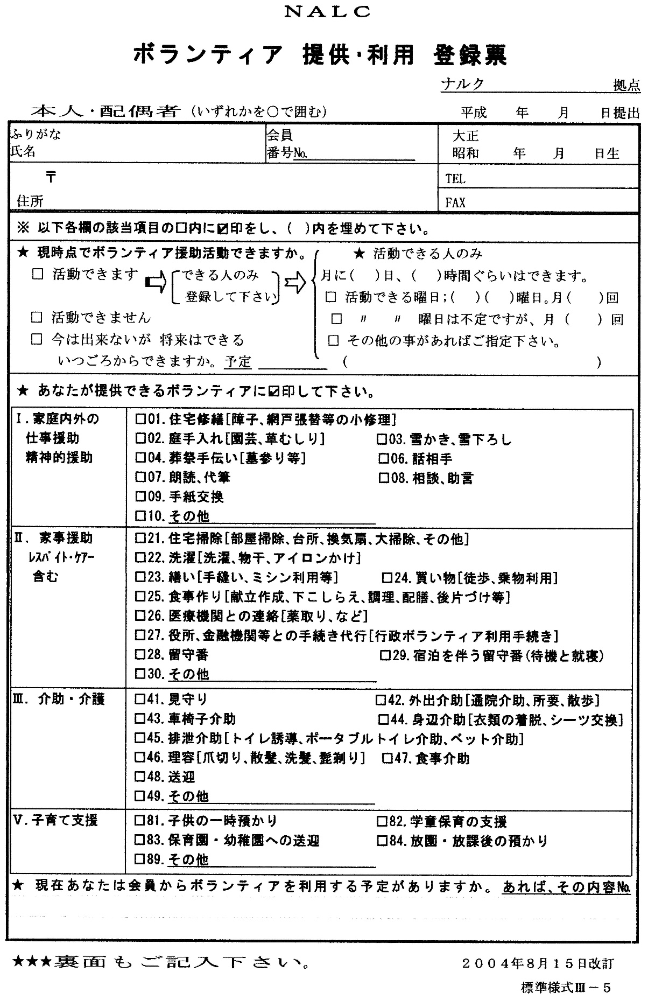 NALC
ボランティア 提供・利用 登録票
ナルク 拠点
本人・配偶者(いずれかを○で囲む) 平成 年 月 日提出
ふりがな
氏名
会員
番号№
大正
昭和 年 月 日生
〒
住所
TEL
FAX
※ 以下各欄の該当項目の□内に☑印をし、( )内を埋めて下さい。
★ 現時点でボランティア援助活動できますか。
□ 活動できます
できる人のみ
登録して下さい
□ 活動できません
□ 今は出来ないが 将来はできる
いつごろからできますか。予定
★ 活動できる人のみ
月に( )日、( )時間ぐらいはできます。
□ 活動できる曜日;( )( )曜日。月( )回
□ 〃 〃 曜日は不定ですが、月( )回
□ その他の事があればご指定下さい。
( )
★ あなたが提供できるボランティアに☑印して下さい。
Ⅰ.家庭内外の
仕事援助
精神的援助
□01.住宅修繕[障子、網戸張替等の小修理]
□02.庭手入れ[園芸、草むしり] □03.雪かき、雪下ろし
□04.葬祭手伝い[墓参り等] □06.話相手
□07.朗読、代筆 □08.相談、助言
□09.手紙交換
□10.その他
Ⅱ. 家事援助
レスパイト・ケアー
含む
□21.住宅掃除[部屋掃除、台所、換気扇、大掃除、その他]
□22.洗濯[洗濯、物干、アイロンかけ]
□23.繕い[手縫い、ミシン利用等] □24.買い物[徒歩、乗物利用]
□25.食事作り[献立作成、下こしらえ、調理、配膳、後片づけ等]
□26.医療機関との連絡[薬取り、など]
□27.役所、金融機関等との手続き代行[行政ボランティア利用手続き]
□28.留守番 □29.宿泊を伴う留守番(待機と就寝)
□30.その他
Ⅲ. 介助・介護
□41.見守り □42.外出介助[通院介助、所要、散歩]
□43.車椅子介助 □44.身辺介助[衣類の着脱、シーツ交換]
□45.排泄介助[トイレ誘導、ポータブルトイレ介助、ベット介助]
□46.理容[爪切り、散髪、洗髪、髭剃り] □47.食事介助
□48.送迎
□49.その他
Ⅴ.子育て支援
□81.子供の一時預かり □82.学童保育の支援
□83.保育園・幼稚園への送迎 □84.放園・放課後の預かり
□89.その他
★ 現在あなたは会員からボランティアを利用する予定がありますか。あれば、その内容№
★★★裏面もご記入下さい。 2004年8月15日改訂
標準様式Ⅲ－5